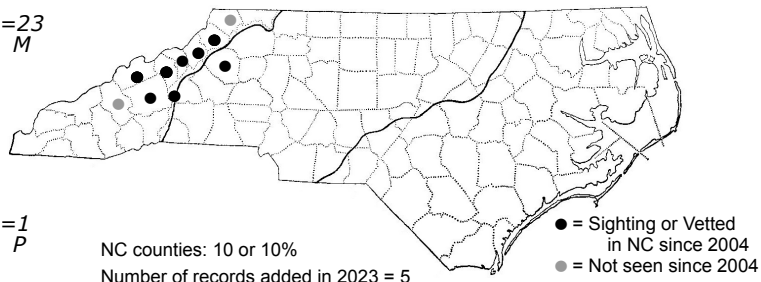 =23
M
=1
P
NC counties: 10 or 10%
Number of records added in 2023 = 5
● = Sighting or Vetted
in NC since 2004
● = Not seen since 2004